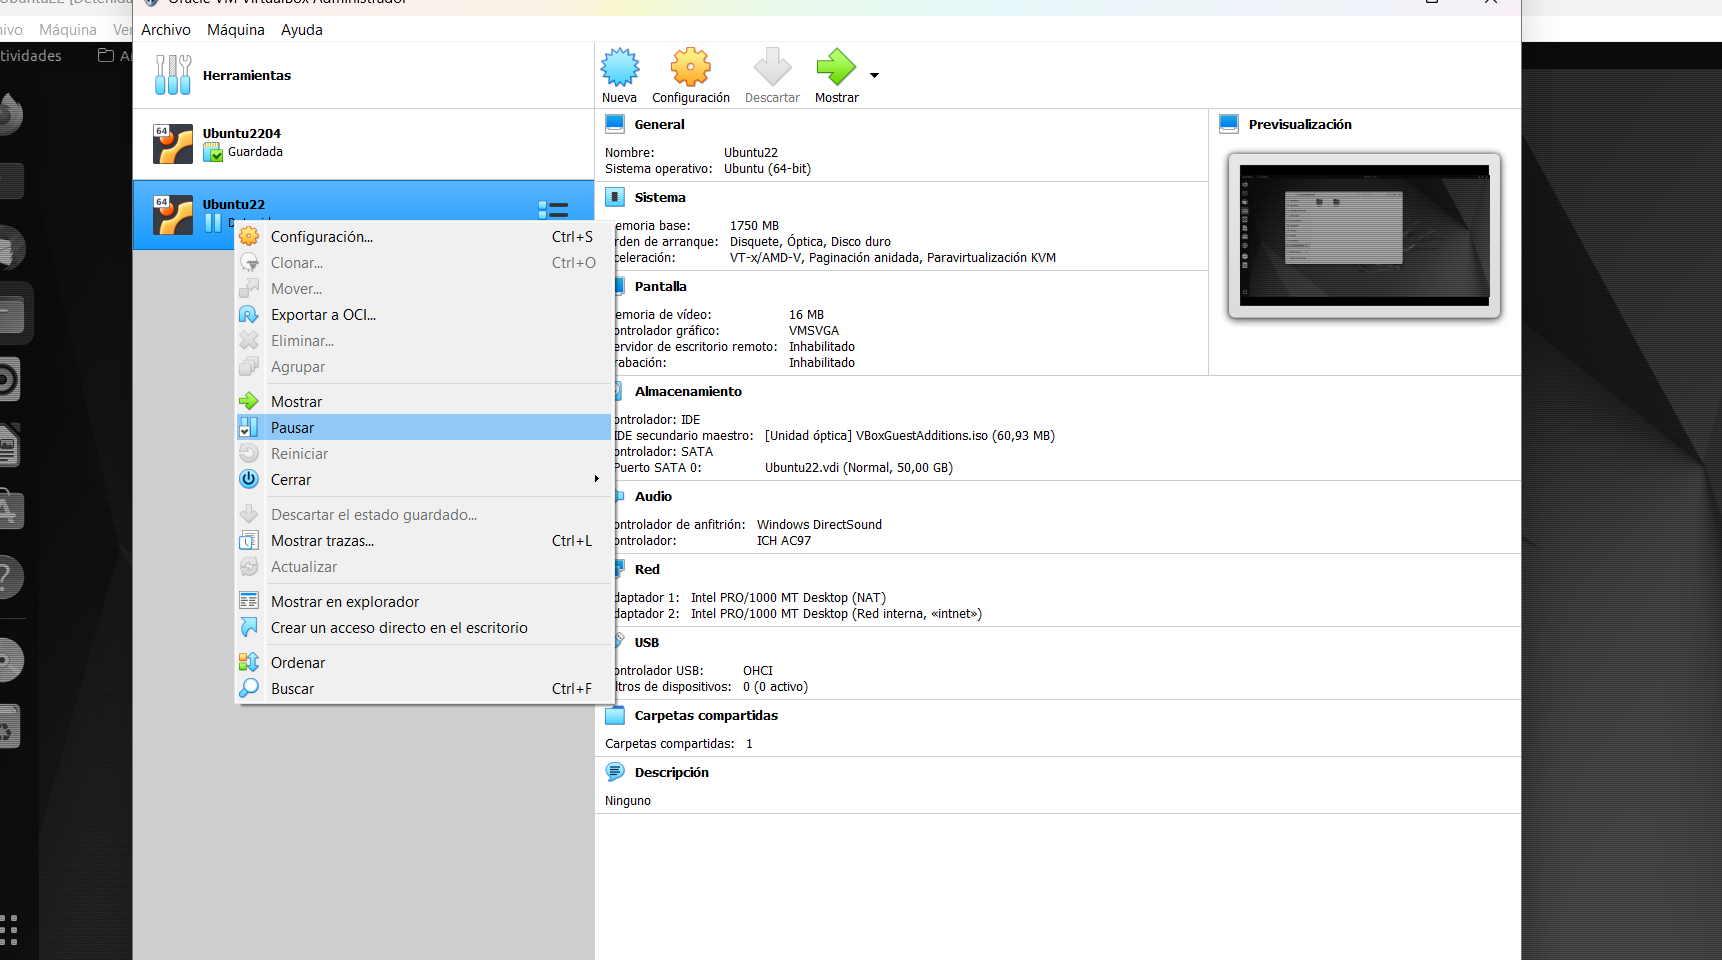 Oracle VM VirtualBox Administrador
Máquina
Ver
Archivo Máquina Ayuda
tividades
Herramientas
Nueva Configuración Descartar Mostrar
64
Ubuntu2204
Guardada
64
Ubuntu22
Configuración... Ctrl+S
Clonar... Ctrl+O
Mover...
Exportar a OCI...
Eliminar...
Agrupar
Mostrar
Pausar
Reiniciar
Cerrar
Descartar el estado guardado...
Mostrar trazas... Ctrl+L
Actualizar
Mostrar en explorador
Crear un acceso directo en el escritorio
Ordenar
Buscar Ctrl+F
General
Nombre: Ubuntu22
Sistema operativo: Ubuntu (64-bit)
Sistema
emoria base: 1750 MB
rden de arranque: Disquete, Óptica, Disco duro
celeración: VT-x/AMD-V, Paginación anidada, Paravirtualización KVM
Pantalla
emoria de vídeo: 16 MB
ontrolador gráfico: VMSVGA
ervidor de escritorio remoto: Inhabilitado
rabación: Inhabilitado
Almacenamiento
ontrolador: IDE
IDE secundario maestro: [Unidad óptica] VBoxGuestAdditions.iso (60,93 MB)
ontrolador: SATA
Puerto SATA 0: Ubuntu22.vdi (Normal, 50,00 GB)
Audio
ontrolador de anfitrión: Windows DirectSound
ontrolador: ICH AC97
Red
daptador 1: Intel PRO/1000 MT Desktop (NAT)
daptador 2: Intel PRO/1000 MT Desktop (Red interna, «intnet»)
USB
ontrolador USB: OHCI
ltros de dispositivos: 0 (0 activo)
Carpetas compartidas
Carpetas compartidas: 1
Descripción
Ninguno
Previsualización